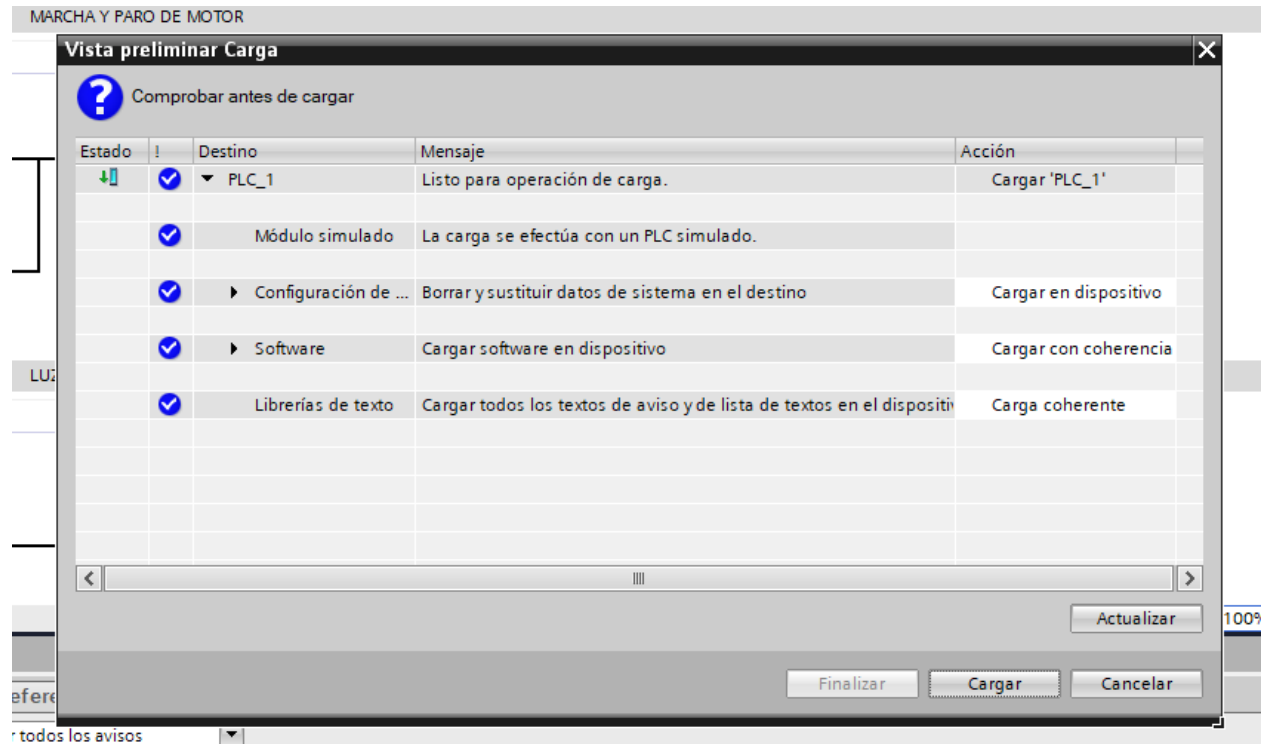 MARCHA Y PARO DE MOTOR
Vista preliminar Carga
Comprobar antes de cargar
Estado ! Destino Mensaje Acción
PLC_1 Listo para operación de carga. Cargar 'PLC_1'
Módulo simulado La carga se efectúa con un PLC simulado.
Configuración de ... Borrar y sustituir datos de sistema en el destino Cargar en dispositivo
Software Cargar software en dispositivo Cargar con coherencia
LUZ
Librerías de texto Cargar todos los textos de aviso y de lista de textos en el dispositiv Carga coherente
Actualizar
100%
Finalizar Cargar Cancelar
efere
r todos los avisos